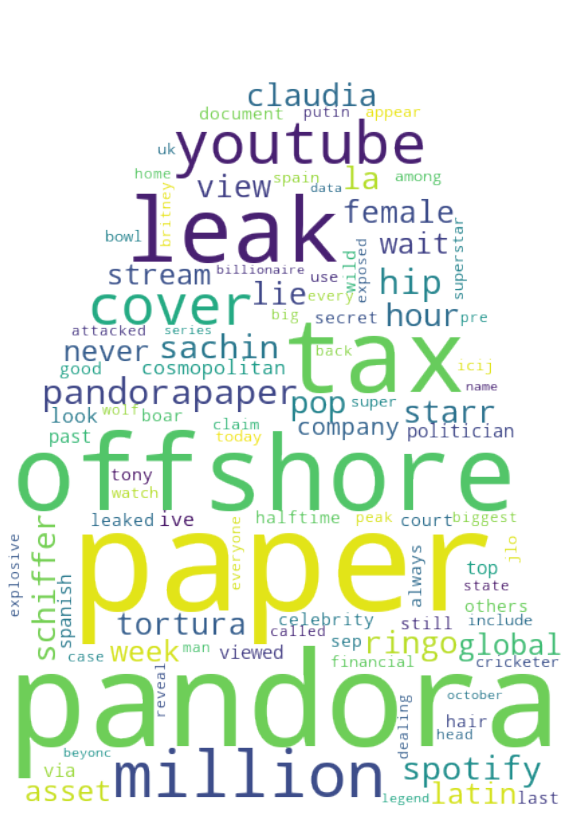 claudia
document putin appear
youtube
uk
home
britney
view
spain
data
la
among
leak
female
wait
bowl
exposed
superstar
stream
billionaire
use
wild
hip
lie
every
cover
big
secret
hour
pre
attacked
series
tax
never
sachin
back
good
cosmopolitan
icij
name
pandorapaper
pop
super
starr
look
wolf
boar
claim
company
politician
past
today
offshore
tony
watch
leaked
ive
halftime
peak
court
biggest
explosive
schiffer
spanish
everyone
paper
always
jlo
top
state
others
tortura
celebrity
called
still
include
sep
ringo
global
week
man
viewed
case
financial
cricketer
reveal
pandora
dealing
october
hair
head
beyonc
million
via
spotify
asset
legend
latin
last